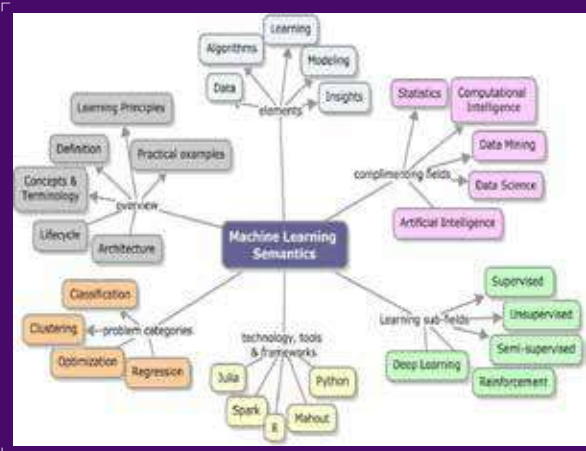 Learning
Algorithms
Modeling
Data
Insights
elements
Learning Principles
Definition
Practical examples
Concepts &
Terminology
overview
Lifecycle
Architecture
Statistics
Computational
Intelligence
Data Mining
complimenting fields
Data Science
Artificial Intelligence
Machine Learning
Semantics
Classification
Clustering
problem categories
Optimization
Regression
technology, tools
& frameworks
Julia
Python
Spark
R
Mahout
Supervised
Learning sub-fields
Unsupervised
Semi-supervised
Deep Learning
Reinforcement